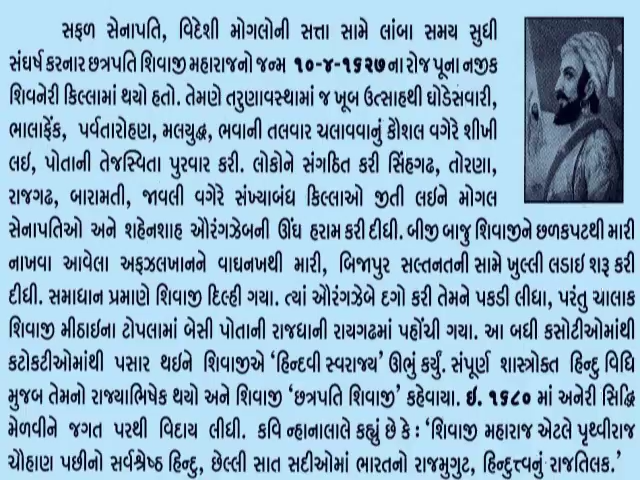 સફળ સેનાપતિ, વિદેશી મોગલોની સત્તા સામે લાંબા સમય સુધી
સંઘર્ષ કરનાર છત્રપતિ શિવાજી મહારાજનો જન્મ ૧૦-૪-૧૬૨૭ના રોજ પૂના નજીક
શિવનેરી કિલ્લામાં થયો હતો. તેમણે તરુણાવસ્થામાં જ ખૂબ ઉત્સાહથી ઘોડેસવારી,
ભાલાફેંક, પર્વતારોહણ, મલયુદ્ધ, ભવાની તલવાર ચલાવવાનું કૌશલ વગેરે શીખી
લઇ, પોતાની તેજસ્વિતા પુરવાર કરી. લોકોને સંગઠિત કરી સિંહગઢ, તોરણા,
રાજગઢ, બારામતી, જાવલી વગેરે સંખ્યાબંધ કિલ્લાઓ જીતી લઇને મોગલ
સેનાપતિઓ અને શહેનશાહ ઔરંગઝેબની ઊંઘ હરામ કરી દીધી. બીજી બાજુ શિવાજીને છળકપટથી મારી
નાખવા આવેલા અફઝલખાનને વાઘનખથી મારી, બિજાપુર સલ્તનતની સામે ખુલ્લી લડાઇ શરૂ કરી
દીધી. સમાધાન પ્રમાણે શિવાજી દિલ્હી ગયા. ત્યાં ઔરંગઝેબે દગો કરી તેમને પકડી લીધા, પરંતુ ચાલાક
શિવાજી મીઠાઇના ટોપલામાં બેસી પોતાની રાજધાની રાયગઢમાં પહોંચી ગયા. આ બધી કસોટીઓમાંથી
કટોકટીઓમાંથી પસાર થઇને શિવાજીએ ‘હિન્દવી સ્વરાજ્ય’ ઊભું કર્યું. સંપૂર્ણ શાસ્ત્રોક્ત હિન્દુ વિધિ
મુજબ તેમનો રાજ્યાભિષેક થયો અને શિવાજી ‘છત્રપતિ શિવાજી’ કહેવાયા. ઇ. ૧૬૮૦ માં અનેરી સિદ્ધિ
મેળવીને જગત પરથી વિદાય લીધી. કવિ ન્હાનાલાલે કહ્યું છે કે : ‘શિવાજી મહારાજ એટલે પૃથ્વીરાજ
ચૌહાણ પછીનો સર્વશ્રેષ્ઠ હિન્દુ, છેલ્લી સાત સદીઓમાં ભારતનો રાજમુગુટ, હિન્દુત્ત્વનું રાજતિલક.’